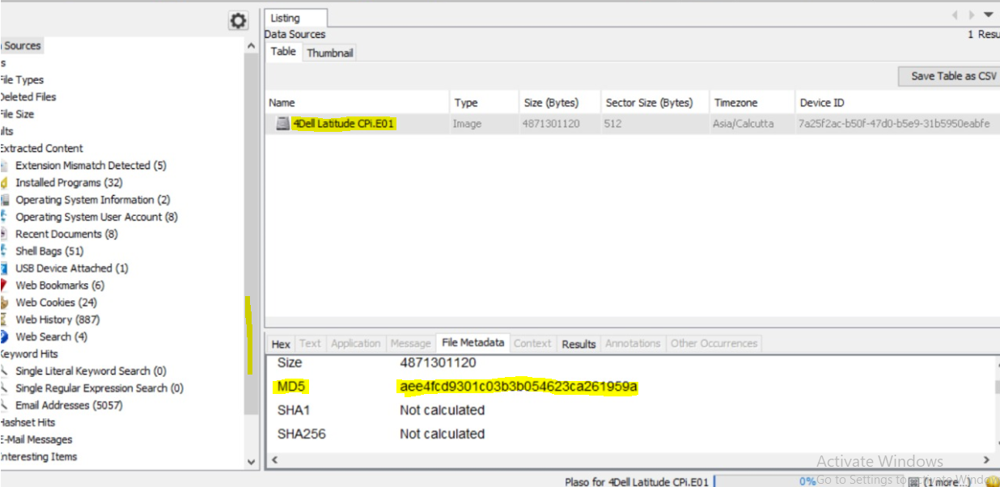 Listing
Data Sources
1 Resu
Sources
Table Thumbnail
s
File Types
Save Table as CSV
Deleted Files
File Size
Name Type Size (Bytes) Sector Size (Bytes) Timezone Device ID
4Dell Latitude CPi.E01 Image 4871301120 512 Asia/Calcutta 7a25f2ac-b50f-47d0-b5e9-31b5950eabfe
lts
Extracted Content
Extension Mismatch Detected (5)
Installed Programs (32)
Operating System Information (2)
Operating System User Account (8)
Recent Documents (8)
Shell Bags (51)
USB Device Attached (1)
Web Bookmarks (6)
Web Cookies (24)
Web History (887)
Web Search (4)
Keyword Hits
Single Literal Keyword Search (0)
Single Regular Expression Search (0)
Email Addresses (5057)
Hashset Hits
E-Mail Messages
Interesting Items
Hex Text Application Message File Metadata Context Results Annotations Other Occurrences
Size 4871301120
MD5 aee4fcd9301c03b3b054623ca261959a
SHA1 Not calculated
SHA256 Not calculated
Activate Windows
Go to Settings to activate Window
Plaso for 4Dell Latitude CPi.E01 0% (1 more...)